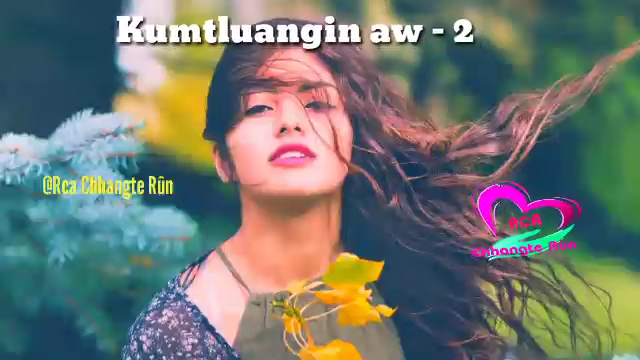 Kumtluangin aw - 2
@Rca Chhangte Rûn
RCA
Chhangte Rûn